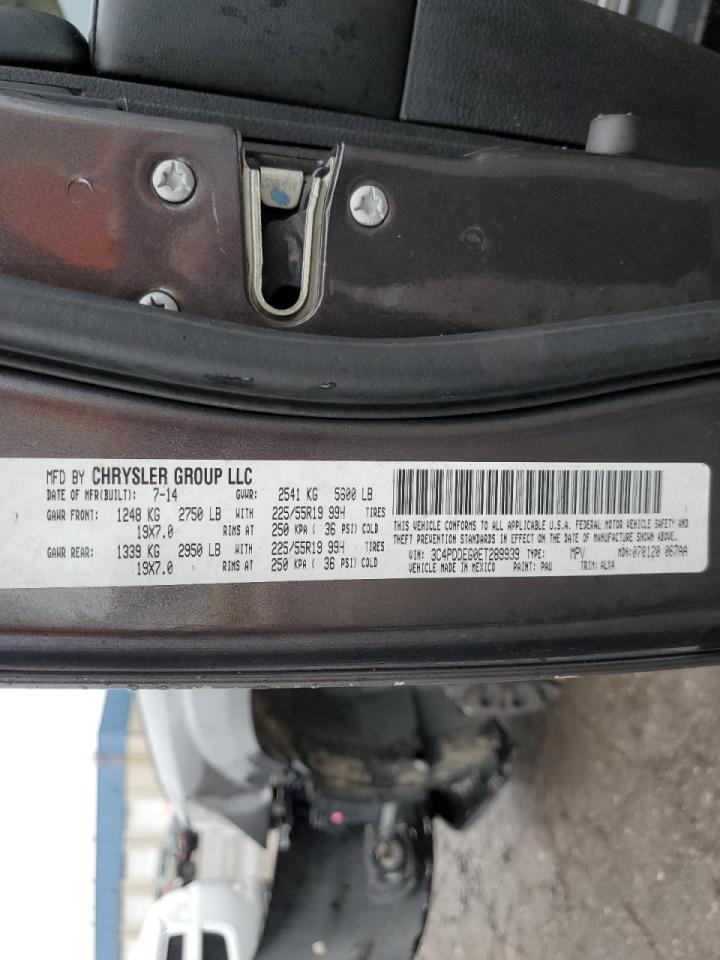 MFD BY CHRYSLER GROUP LLC
DATE OF MFR(BUILT): 7-14 GVWR: 2541 KG 5600 LB
GAWR FRONT: 1248 KG 2750 LB WITH 225/55R19 99H TIRES
19X7.0 RIMS AT 250 KPA ( 36 PSI) COLD
GAWR REAR: 1339 KG 2950 LB WITH 225/55R19 99H TIRES
19X7.0 RIMS AT 250 KPA ( 36 PSI) COLD
THIS VEHICLE CONFORMS TO ALL APPLICABLE U.S.A. FEDERAL MOTOR VEHICLE SAFETY AND
THEFT PREVENTION STANDARDS IN EFFECT ON THE DATE OF MANUFACTURE SHOWN ABOVE.
VIN: 3C4PDDEG0ET289939 TYPE: MPV MDH:070120 067AA
VEHICLE MADE IN MEXICO PAINT: PAU TRIM: ALX4